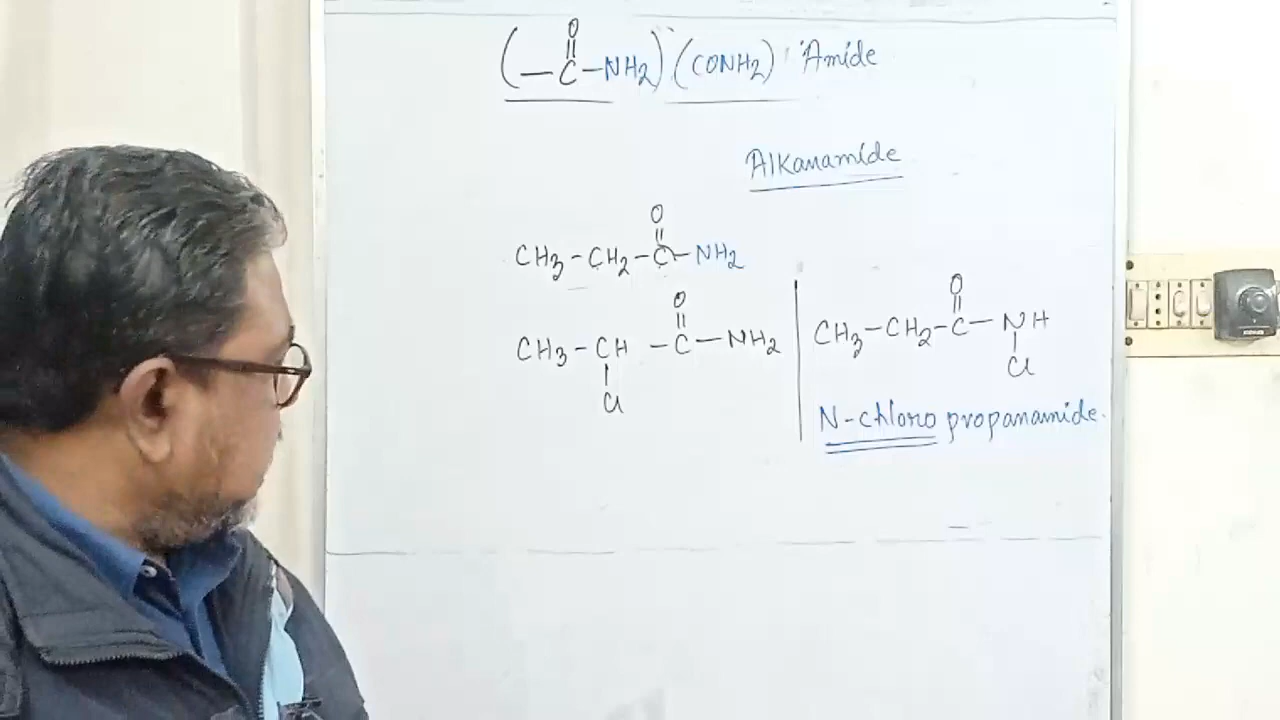 O
(—C—NH2) (CONH2) Amide
Alkanamide
O
CH3-CH2-C-NH2
O
CH3-CH-C-NH2
Cl
O
CH3-CH2-C-NH
Cl
N-chloro propanamide.